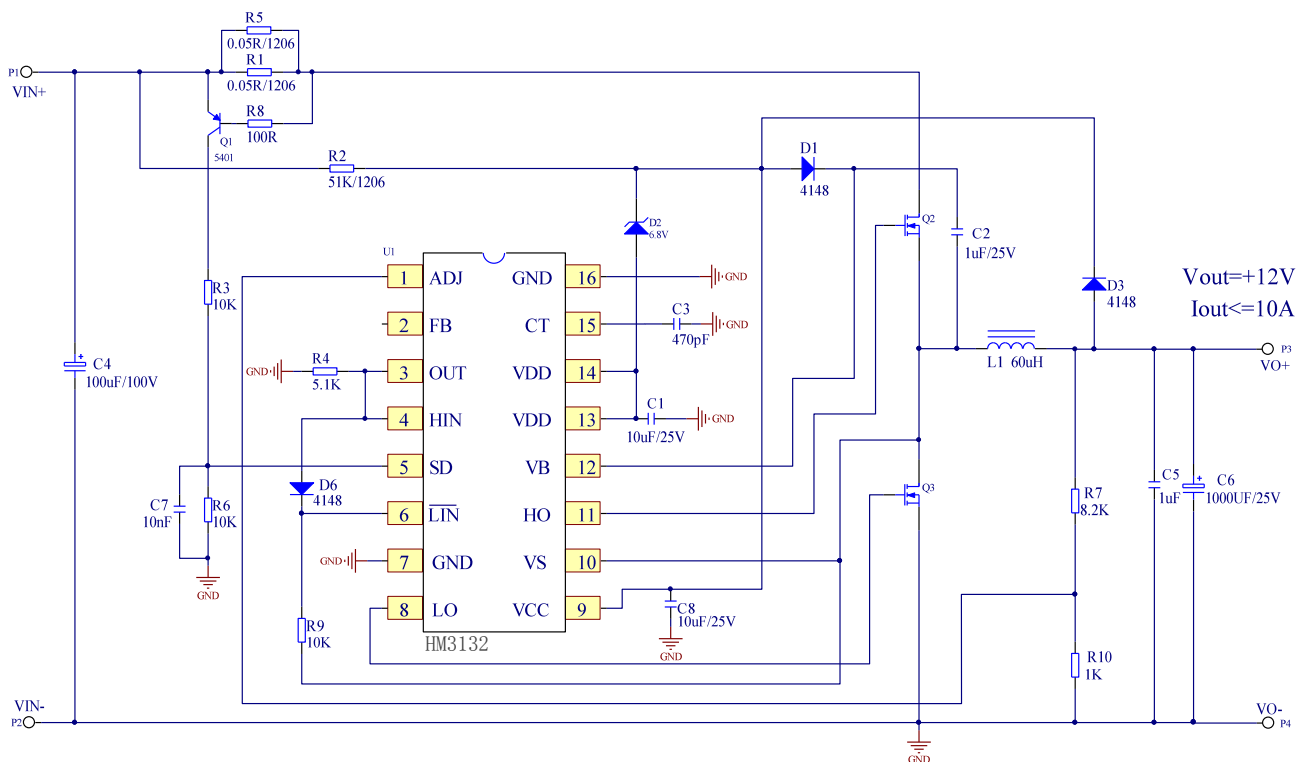 R5
0.05R/1206
R1
0.05R/1206
P1
VIN+
R8
100R
Q1
5401
R2
51K/1206
D1
4148
D2
6.8V
Q2
C2
1uF/25V
Vout=+12V
Iout<=10A
D3
4148
U1
1 ADJ
2 FB
3 OUT
4 HIN
5 SD
6 LIN
7 GND
8 LO
GND 16
CT 15
VDD 14
VDD 13
VB 12
HO 11
VS 10
VCC 9
HM3132
GND
C3
470pF
GND
C1
10uF/25V
GND
R3
10K
GND
R4
5.1K
C4
100uF/100V
L1 60uH
P3
VO+
D6
4148
C7
10nF
R6
10K
GND
GND
Q3
R7
8.2K
C5
1uF
C6
1000UF/25V
C8
10uF/25V
GND
R9
10K
R10
1K
VIN-
P2
VO-
P4
GND